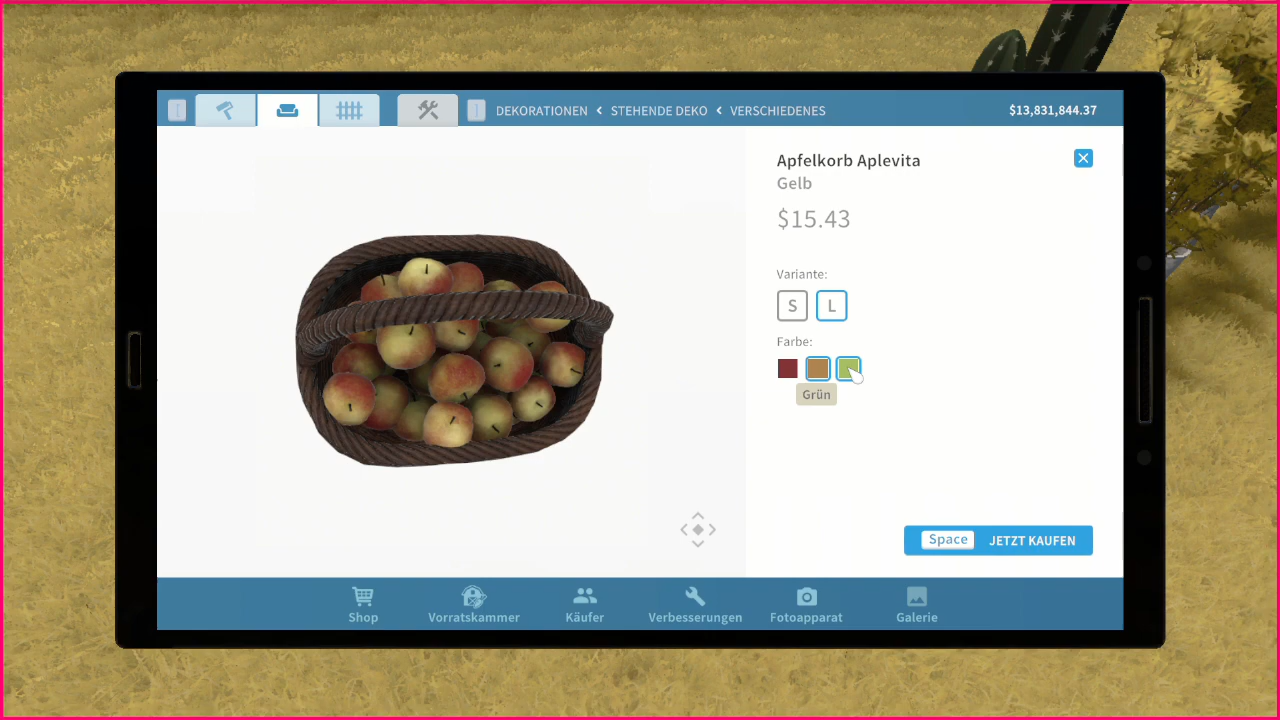 DEKORATIONEN < STEHENDE DEKO < VERSCHIEDENES
$13,831,844.37
Apfelkorb Aplevita
Gelb
$15.43
Variante:
S L
Farbe:
Grün
Space JETZT KAUFEN
Shop Vorratskammer Käufer Verbesserungen Fotoapparat Galerie